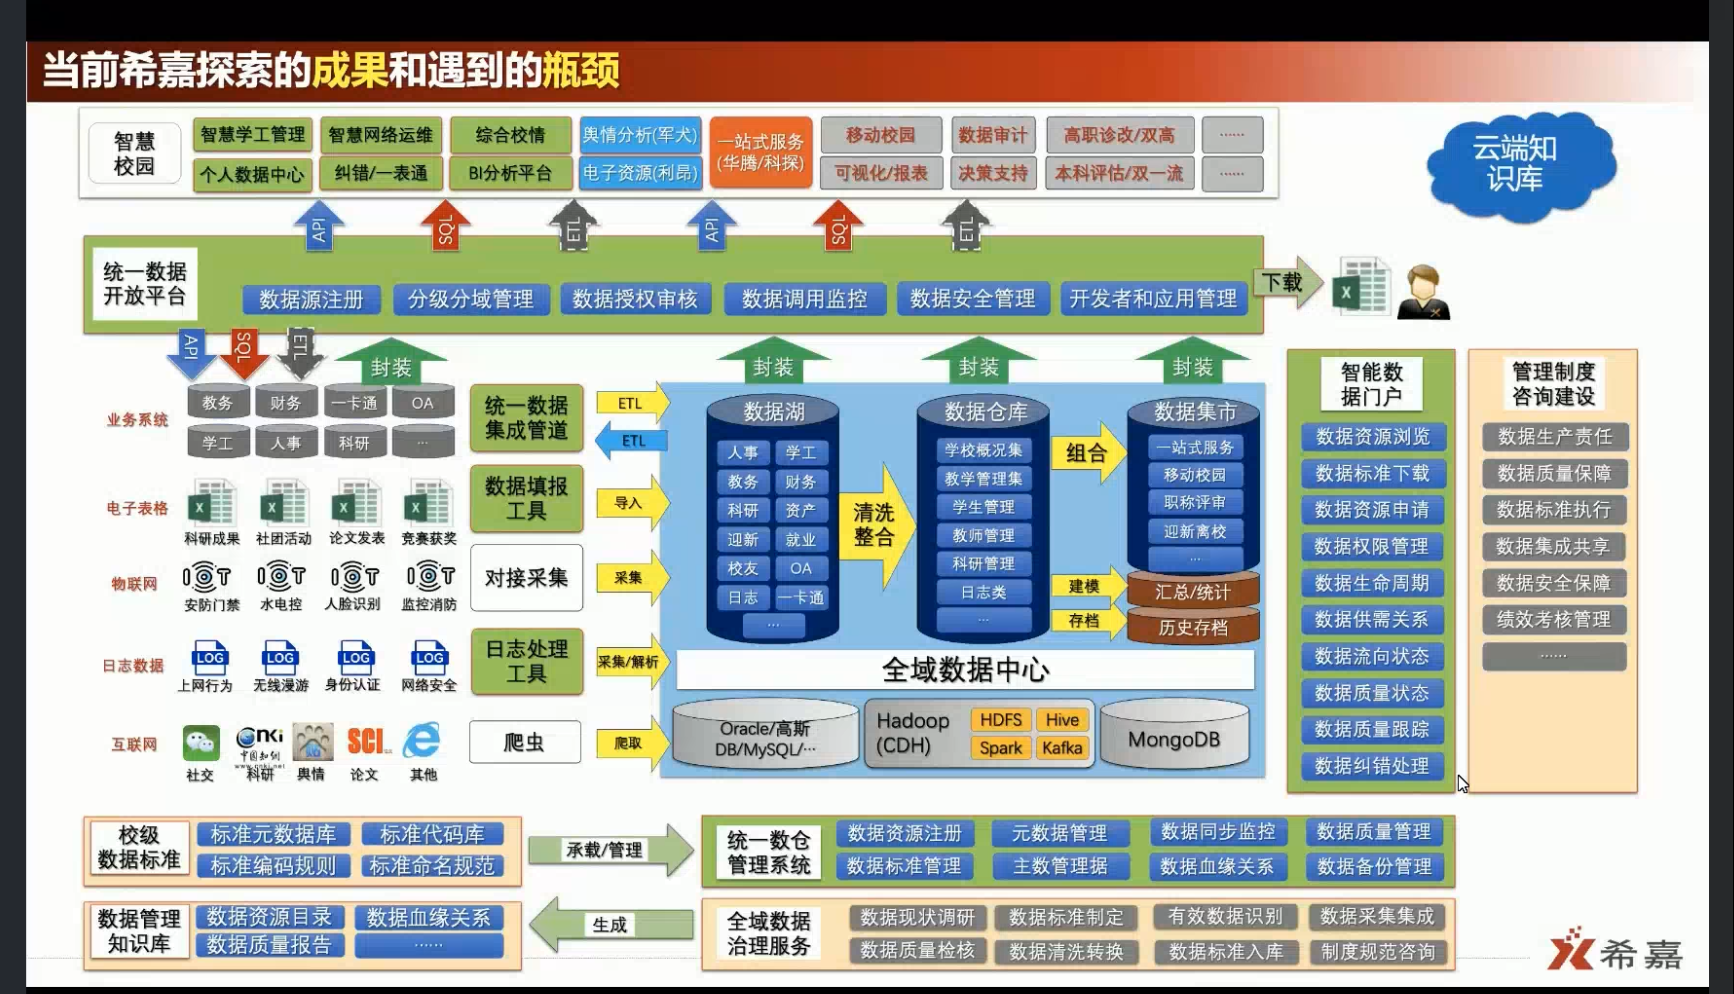 当前希嘉探索的成果和遇到的瓶颈
智慧
校园
智慧学工管理
智慧网络运维
综合校情
舆情分析(军犬)
一站式服务
(华腾/科探)
移动校园
数据审计
高职诊改/双高
......
个人数据中心
纠错/一表通
BI分析平台
电子资源(利昂)
可视化/报表
决策支持
本科评估/双一流
......
云端知
识库
API
SQL
ETL
API
SQL
ETL
统一数据
开放平台
数据源注册
分级分域管理
数据授权审核
数据调用监控
数据安全管理
开发者和应用管理
下载
API
SQL
ETL
封装
封装
封装
封装
业务系统
教务
财务
一卡通
OA
学工
人事
科研
...
统一数据
集成管道
ETL
ETL
电子表格
科研成果
社团活动
论文发表
竞赛获奖
数据填报
工具
导入
物联网
安防门禁
水电控
人脸识别
监控消防
对接采集
采集
日志数据
LOG
LOG
LOG
LOG
上网行为
无线漫游
身份认证
网络安全
日志处理
工具
采集/解析
互联网
cnki
中国知网
www.cnki.net
SCI
社交
科研
舆情
论文
其他
爬虫
爬取
数据湖
人事
学工
教务
财务
科研
资产
迎新
就业
校友
OA
日志
一卡通
...
清洗
整合
数据仓库
学校概况集
教学管理集
学生管理
教师管理
科研管理
日志类
...
组合
建模
存档
数据集市
一站式服务
移动校园
职称评审
迎新离校
...
汇总/统计
历史存档
全域数据中心
Oracle/高斯
DB/MySQL/...
Hadoop
(CDH)
HDFS
Hive
Spark
Kafka
MongoDB
智能数
据门户
数据资源浏览
数据标准下载
数据资源申请
数据权限管理
数据生命周期
数据供需关系
数据流向状态
数据质量状态
数据质量跟踪
数据纠错处理
管理制度
咨询建设
数据生产责任
数据质量保障
数据标准执行
数据集成共享
数据安全保障
绩效考核管理
......
校级
数据标准
标准元数据库
标准代码库
标准编码规则
标准命名规范
承载/管理
统一数仓
管理系统
数据资源注册
元数据管理
数据同步监控
数据质量管理
数据标准管理
主数管理据
数据血缘关系
数据备份管理
数据管理
知识库
数据资源目录
数据血缘关系
数据质量报告
......
生成
全域数据
治理服务
数据现状调研
数据标准制定
有效数据识别
数据采集集成
数据质量检核
数据清洗转换
数据标准入库
制度规范咨询
希嘉